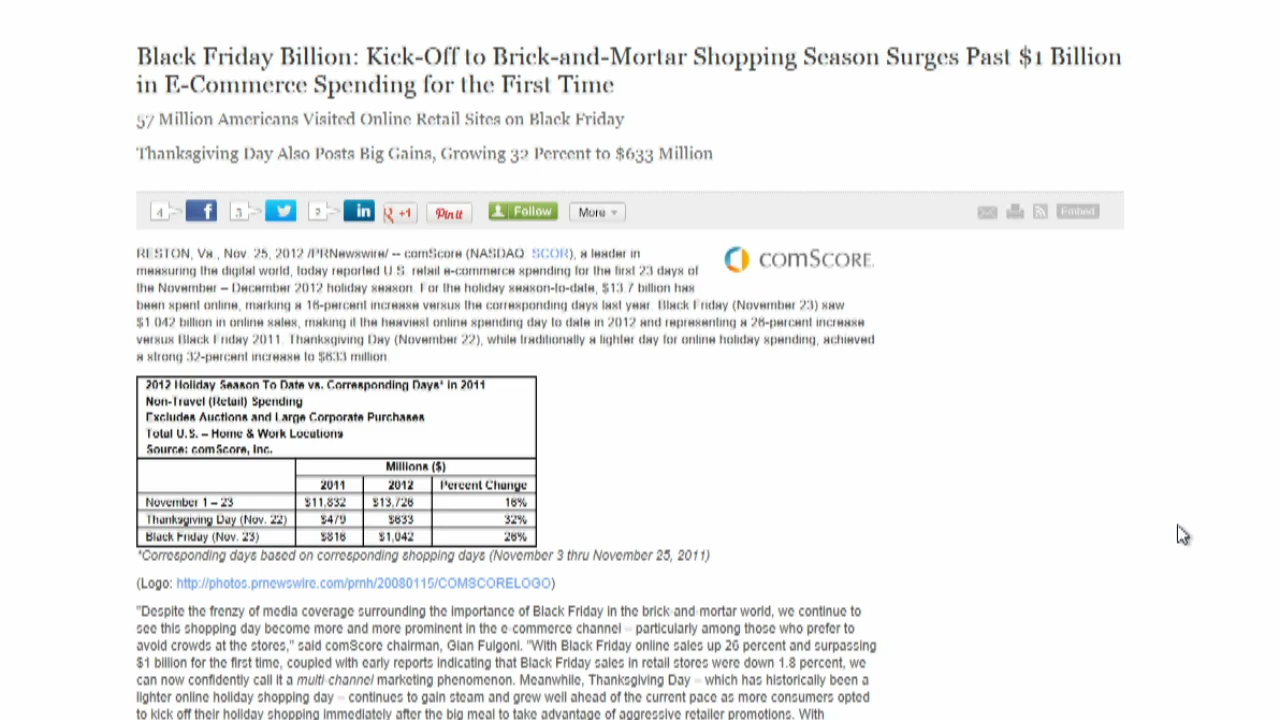 Black Friday Billion: Kick-Off to Brick-and-Mortar Shopping Season Surges Past $1 Billion
in E-Commerce Spending for the First Time
57 Million Americans Visited Online Retail Sites on Black Friday
Thanksgiving Day Also Posts Big Gains, Growing 32 Percent to $633 Million
4 f 3 2 in +1 Pin it Follow More Embed
RESTON, Va., Nov. 25, 2012 /PRNewswire/ -- comScore (NASDAQ: SCOR), a leader in
comSCORE.
measuring the digital world, today reported U.S. retail e-commerce spending for the first 23 days of
the November – December 2012 holiday season. For the holiday season-to-date, $13.7 billion has
been spent online, marking a 16-percent increase versus the corresponding days last year. Black Friday (November 23) saw
$1.042 billion in online sales, making it the heaviest online spending day to date in 2012 and representing a 26-percent increase
versus Black Friday 2011. Thanksgiving Day (November 22), while traditionally a lighter day for online holiday spending, achieved
a strong 32-percent increase to $633 million.
2012 Holiday Season To Date vs. Corresponding Days* in 2011
Non-Travel (Retail) Spending
Excludes Auctions and Large Corporate Purchases
Total U.S. – Home & Work Locations
Source: comScore, Inc.
Millions ($)
2011 2012 Percent Change
November 1 – 23 $11,832 $13,726 16%
Thanksgiving Day (Nov. 22) $479 $633 32%
Black Friday (Nov. 23) $816 $1,042 26%
*Corresponding days based on corresponding shopping days (November 3 thru November 25, 2011)
(Logo: http://photos.prnewswire.com/prnh/20080115/COMSCORELOGO)
"Despite the frenzy of media coverage surrounding the importance of Black Friday in the brick-and-mortar world, we continue to
see this shopping day become more and more prominent in the e-commerce channel – particularly among those who prefer to
avoid crowds at the stores," said comScore chairman, Gian Fulgoni. "With Black Friday online sales up 26 percent and surpassing
$1 billion for the first time, coupled with early reports indicating that Black Friday sales in retail stores were down 1.8 percent, we
can now confidently call it a multi-channel marketing phenomenon. Meanwhile, Thanksgiving Day – which has historically been a
lighter online holiday shopping day – continues to gain steam and grew well ahead of the current pace as more consumers opted
to kick off their holiday shopping immediately after the big meal to take advantage of aggressive retailer promotions. With